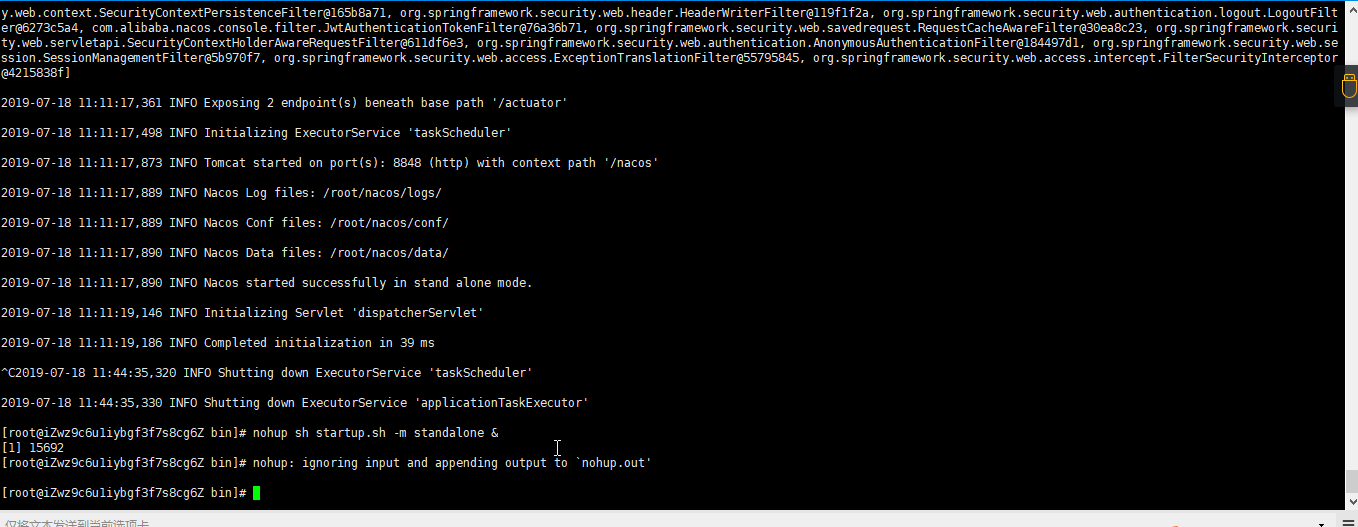 y.web.context.SecurityContextPersistenceFilter@165b8a71, org.springframework.security.web.header.HeaderWriterFilter@119f1f2a, org.springframework.security.web.authentication.logout.LogoutFilt
er@6273c5a4, com.alibaba.nacos.console.filter.JwtAuthenticationTokenFilter@76a36b71, org.springframework.security.web.savedrequest.RequestCacheAwareFilter@30ea8c23, org.springframework.securi
ty.web.servletapi.SecurityContextHolderAwareRequestFilter@611df6e3, org.springframework.security.web.authentication.AnonymousAuthenticationFilter@184497d1, org.springframework.security.web.se
ssion.SessionManagementFilter@5b970f7, org.springframework.security.web.access.ExceptionTranslationFilter@55795845, org.springframework.security.web.access.intercept.FilterSecurityInterceptor
@4215838f]
2019-07-18 11:11:17,361 INFO Exposing 2 endpoint(s) beneath base path '/actuator'
2019-07-18 11:11:17,498 INFO Initializing ExecutorService 'taskScheduler'
2019-07-18 11:11:17,873 INFO Tomcat started on port(s): 8848 (http) with context path '/nacos'
2019-07-18 11:11:17,889 INFO Nacos Log files: /root/nacos/logs/
2019-07-18 11:11:17,889 INFO Nacos Conf files: /root/nacos/conf/
2019-07-18 11:11:17,890 INFO Nacos Data files: /root/nacos/data/
2019-07-18 11:11:17,890 INFO Nacos started successfully in stand alone mode.
2019-07-18 11:11:19,146 INFO Initializing Servlet 'dispatcherServlet'
2019-07-18 11:11:19,186 INFO Completed initialization in 39 ms
^C2019-07-18 11:44:35,320 INFO Shutting down ExecutorService 'taskScheduler'
2019-07-18 11:44:35,330 INFO Shutting down ExecutorService 'applicationTaskExecutor'
[root@iZwz9c6u1iybgf3f7s8cg6Z bin]# nohup sh startup.sh -m standalone &
[1] 15692
[root@iZwz9c6u1iybgf3f7s8cg6Z bin]# nohup: ignoring input and appending output to `nohup.out'
[root@iZwz9c6u1iybgf3f7s8cg6Z bin]#
仅将文本发送到当前选项卡